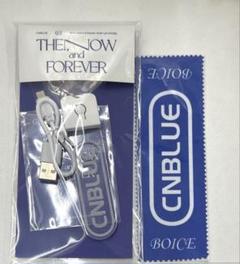 THEN, NOW
and
FOREVER
CNBLUE
BOICE
CNBLUE
BOICE